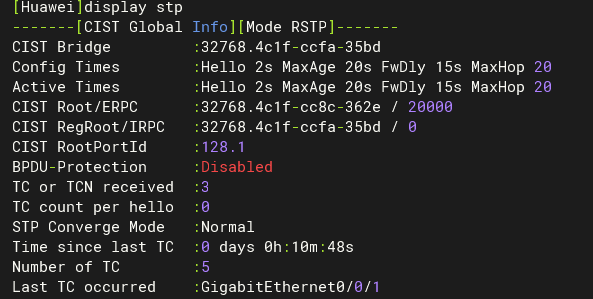 [Huawei]display stp
-------[CIST Global Info][Mode RSTP]-------
CIST Bridge         :32768.4c1f-ccfa-35bd
Config Times        :Hello 2s MaxAge 20s FwDly 15s MaxHop 20
Active Times        :Hello 2s MaxAge 20s FwDly 15s MaxHop 20
CIST Root/ERPC      :32768.4c1f-cc8c-362e / 20000
CIST RegRoot/IRPC   :32768.4c1f-ccfa-35bd / 0
CIST RootPortId     :128.1
BPDU-Protection     :Disabled
TC or TCN received  :3
TC count per hello  :0
STP Converge Mode   :Normal
Time since last TC  :0 days 0h:10m:48s
Number of TC        :5
Last TC occurred    :GigabitEthernet0/0/1